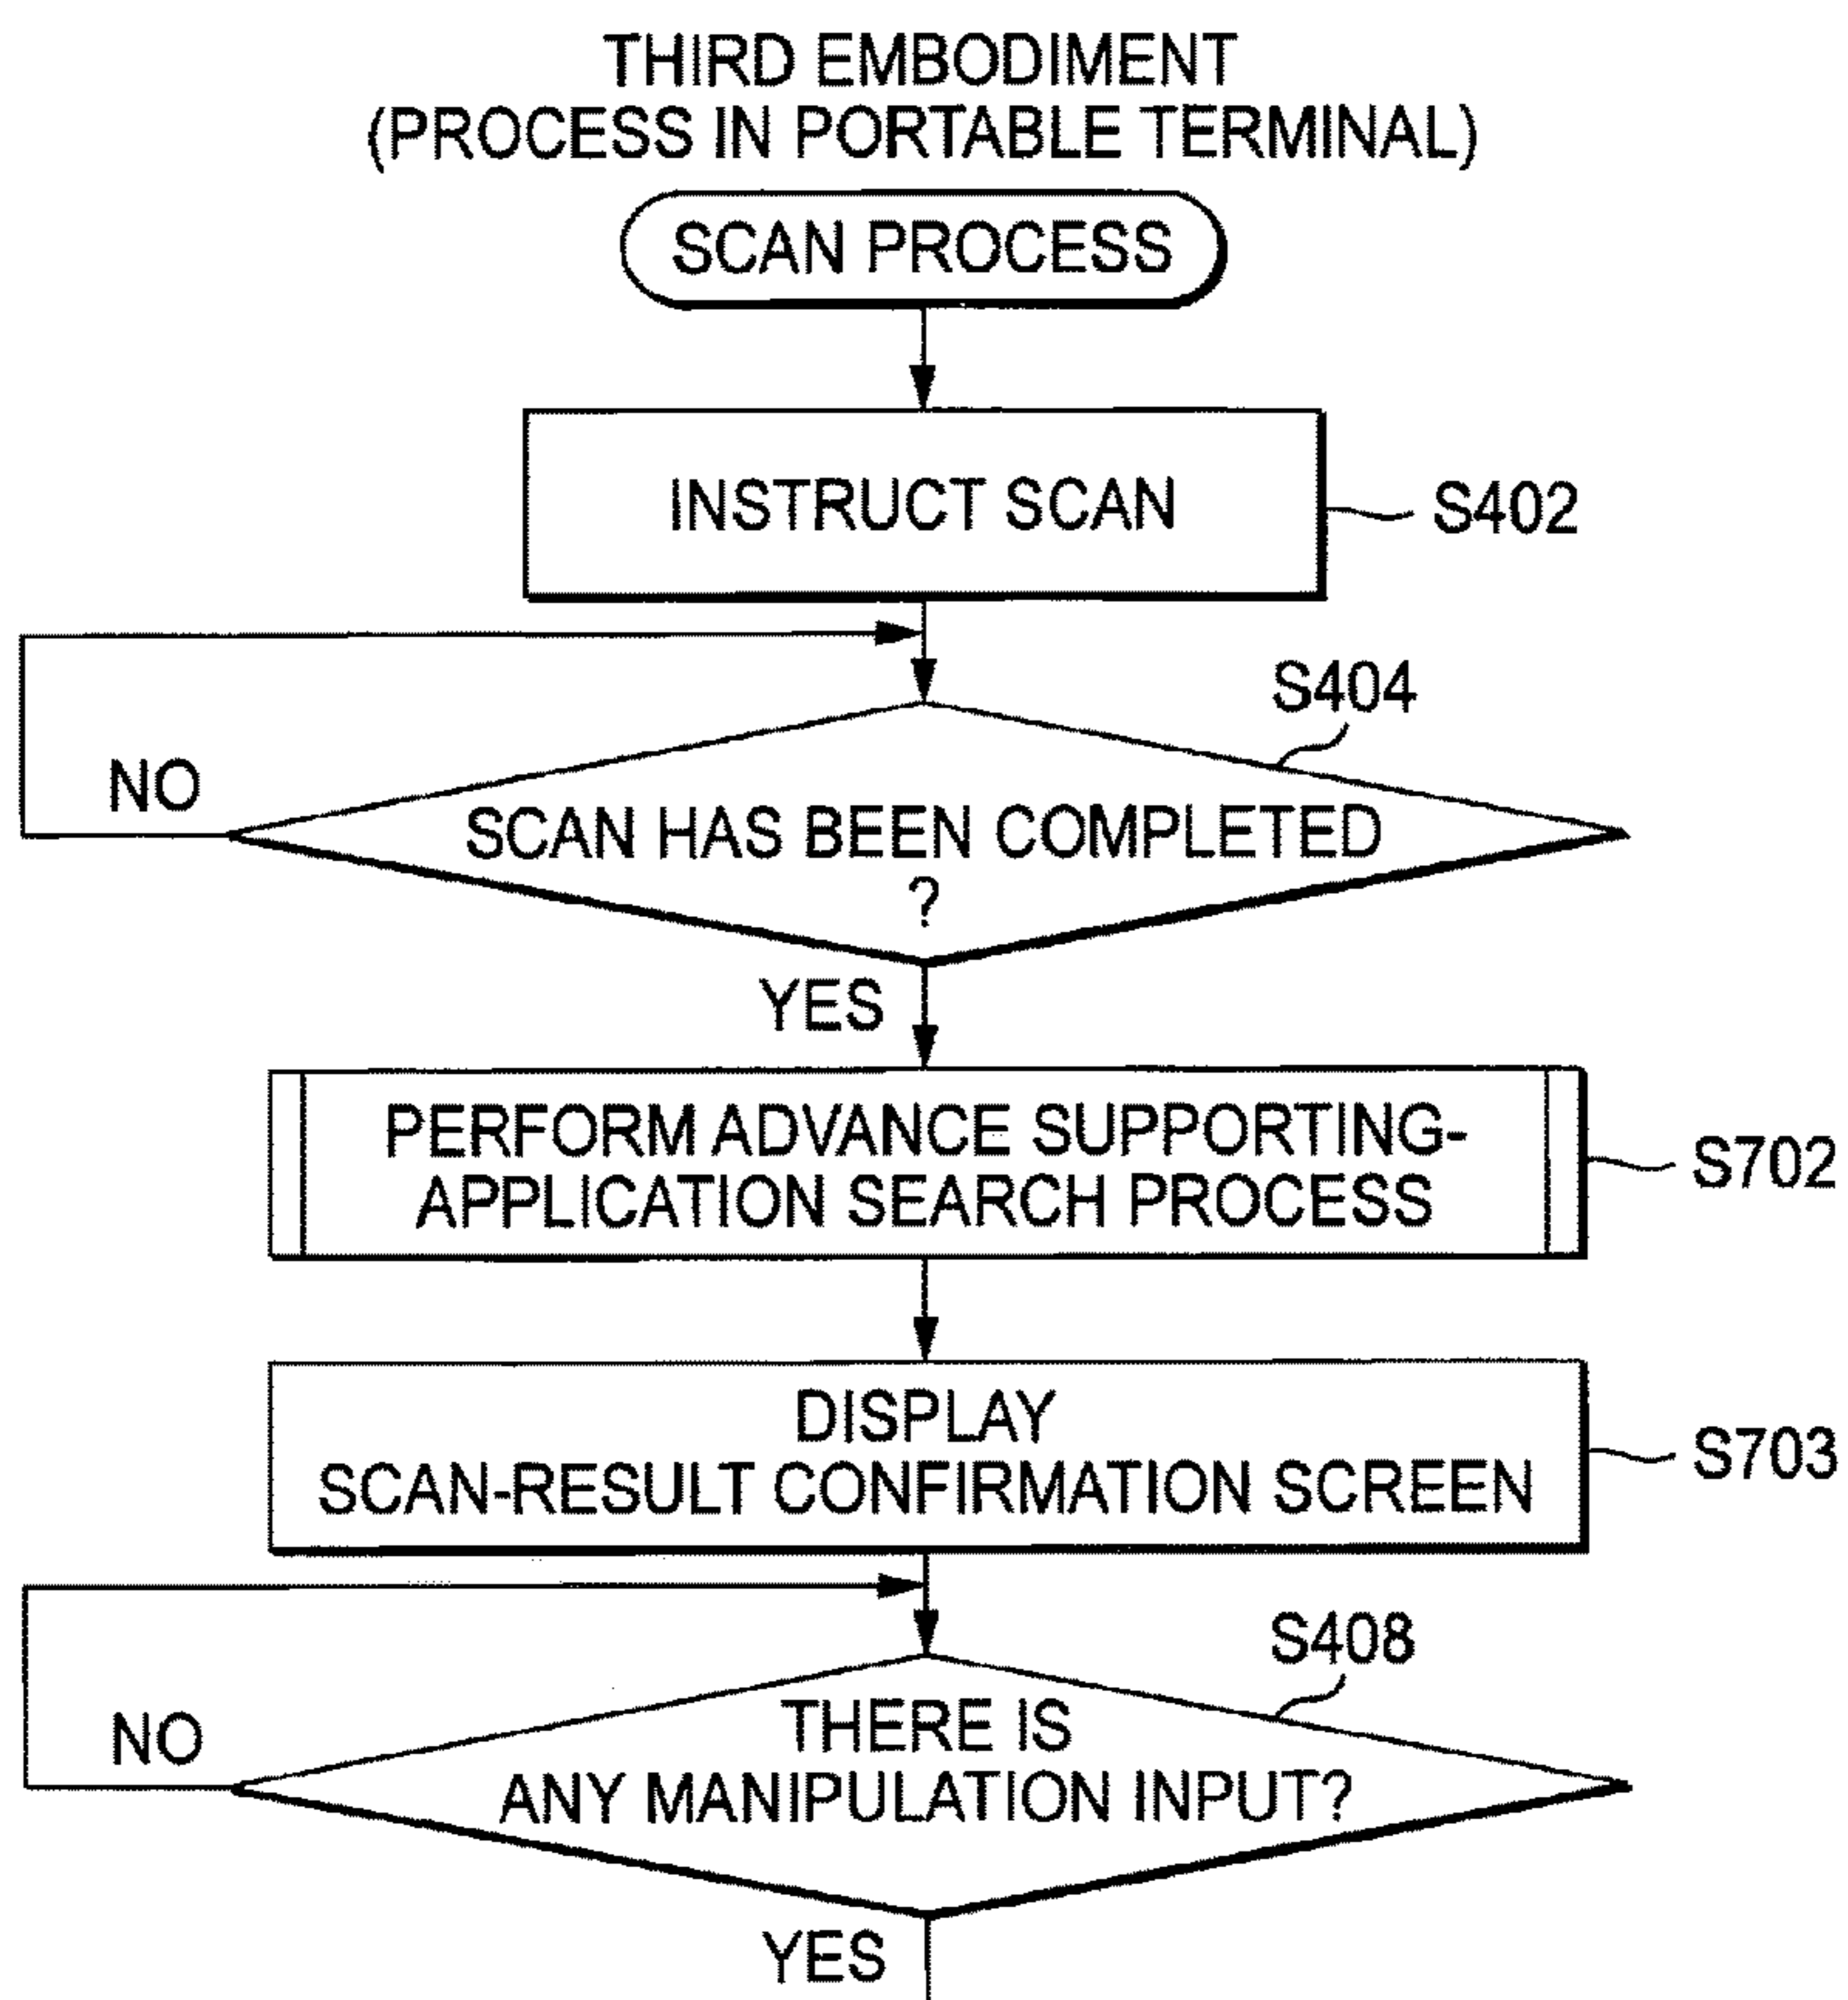 THIRD EMBODIMENT
(PROCESS IN PORTABLE TERMINAL)
SCAN PROCESS
INSTRUCT SCAN
S402
S404
NO
SCAN HAS BEEN COMPLETED
?
YES
PERFORM ADVANCE SUPPORTING-
APPLICATION SEARCH PROCESS
S702
DISPLAY
SCAN-RESULT CONFIRMATION SCREEN
S703
S408
NO
THERE IS
ANY MANIPULATION INPUT?
YES